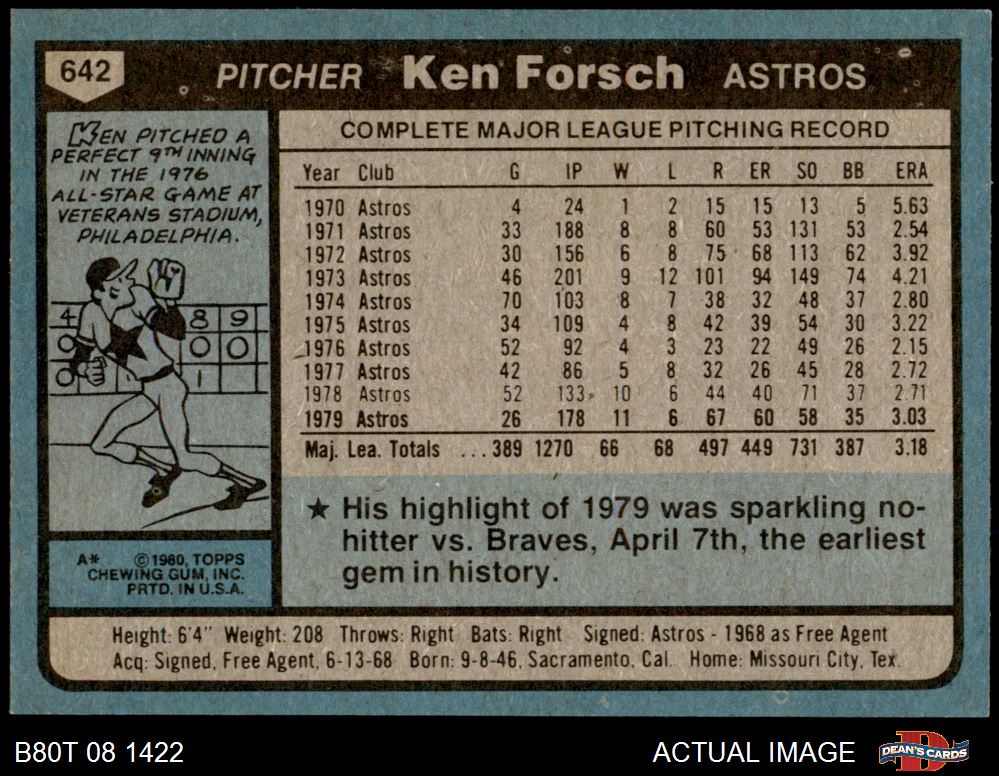 642 PITCHER Ken Forsch ASTROS
KEN PITCHED A
PERFECT 9TH INNING
IN THE 1976
ALL-STAR GAME AT
VETERANS STADIUM,
PHILADELPHIA.
4 8 9
0 0 0
0 1
A* ©1980, TOPPS
CHEWING GUM, INC.
PRTD. IN U.S.A.
COMPLETE MAJOR LEAGUE PITCHING RECORD
Year Club G IP W L R ER SO BB ERA
1970 Astros 4 24 1 2 15 15 13 5 5.63
1971 Astros 33 188 8 8 60 53 131 53 2.54
1972 Astros 30 156 6 8 75 68 113 62 3.92
1973 Astros 46 201 9 12 101 94 149 74 4.21
1974 Astros 70 103 8 7 38 32 48 37 2.80
1975 Astros 34 109 4 8 42 39 54 30 3.22
1976 Astros 52 92 4 3 23 22 49 26 2.15
1977 Astros 42 86 5 8 32 26 45 28 2.72
1978 Astros 52 133 10 6 44 40 71 37 2.71
1979 Astros 26 178 11 6 67 60 58 35 3.03
Maj. Lea. Totals ...389 1270 66 68 497 449 731 387 3.18
★ His highlight of 1979 was sparkling no-
hitter vs. Braves, April 7th, the earliest
gem in history.
Height: 6'4" Weight: 208 Throws: Right Bats: Right Signed: Astros - 1968 as Free Agent
Acq: Signed, Free Agent, 6-13-68 Born: 9-8-46, Sacramento, Cal. Home: Missouri City, Tex.
B80T 08 1422 ACTUAL IMAGE DEAN'S CARDS